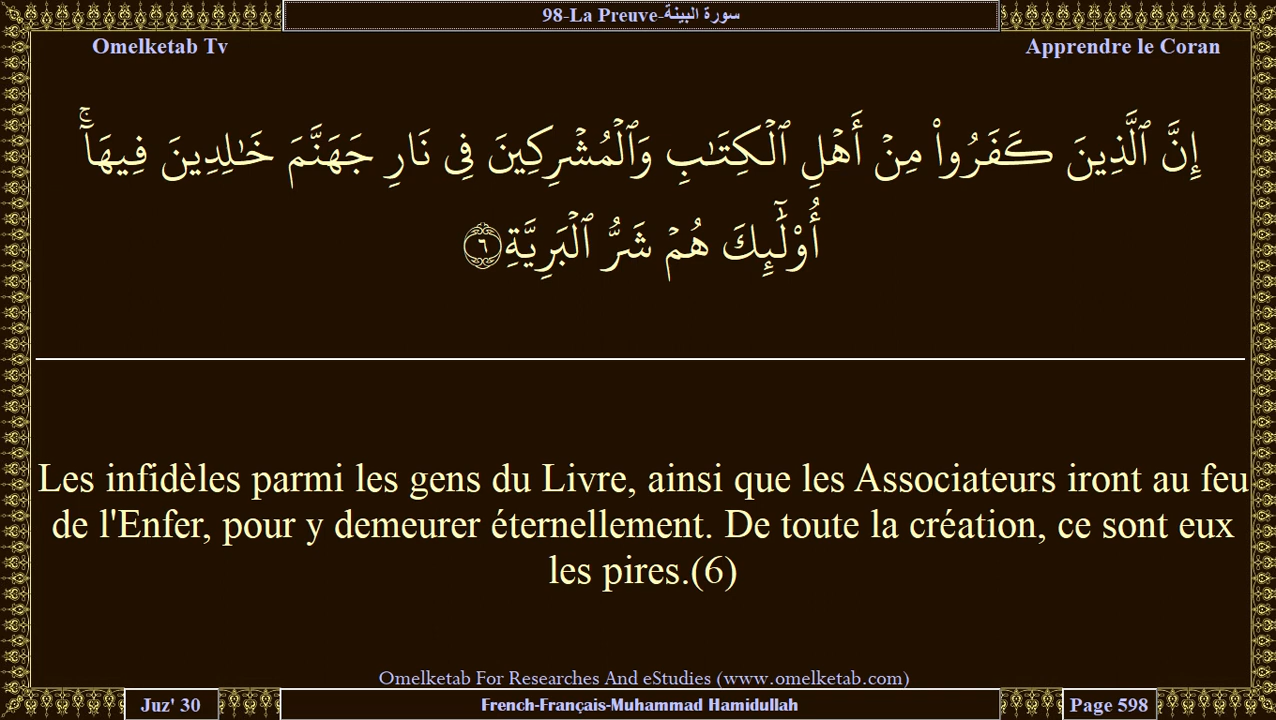 98-La Preuve-سورة البينة
Omelketab Tv
Apprendre le Coran
إِنَّ ٱلَّذِينَ كَفَرُوا۟ مِنۡ أَهۡلِ ٱلۡكِتَـٰبِ وَٱلۡمُشۡرِكِينَ فِى نَارِ جَهَنَّمَ خَـٰلِدِينَ فِيهَاۤۚ
أُو۟لَـٰۤئِكَ هُمۡ شَرُّ ٱلۡبَرِيَّةِ ٦
Les infidèles parmi les gens du Livre, ainsi que les Associateurs iront au feu
de l'Enfer, pour y demeurer éternellement. De toute la création, ce sont eux
les pires.(6)
Omelketab For Researches And eStudies (www.omelketab.com)
Juz' 30
French-Français-Muhammad Hamidullah
Page 598